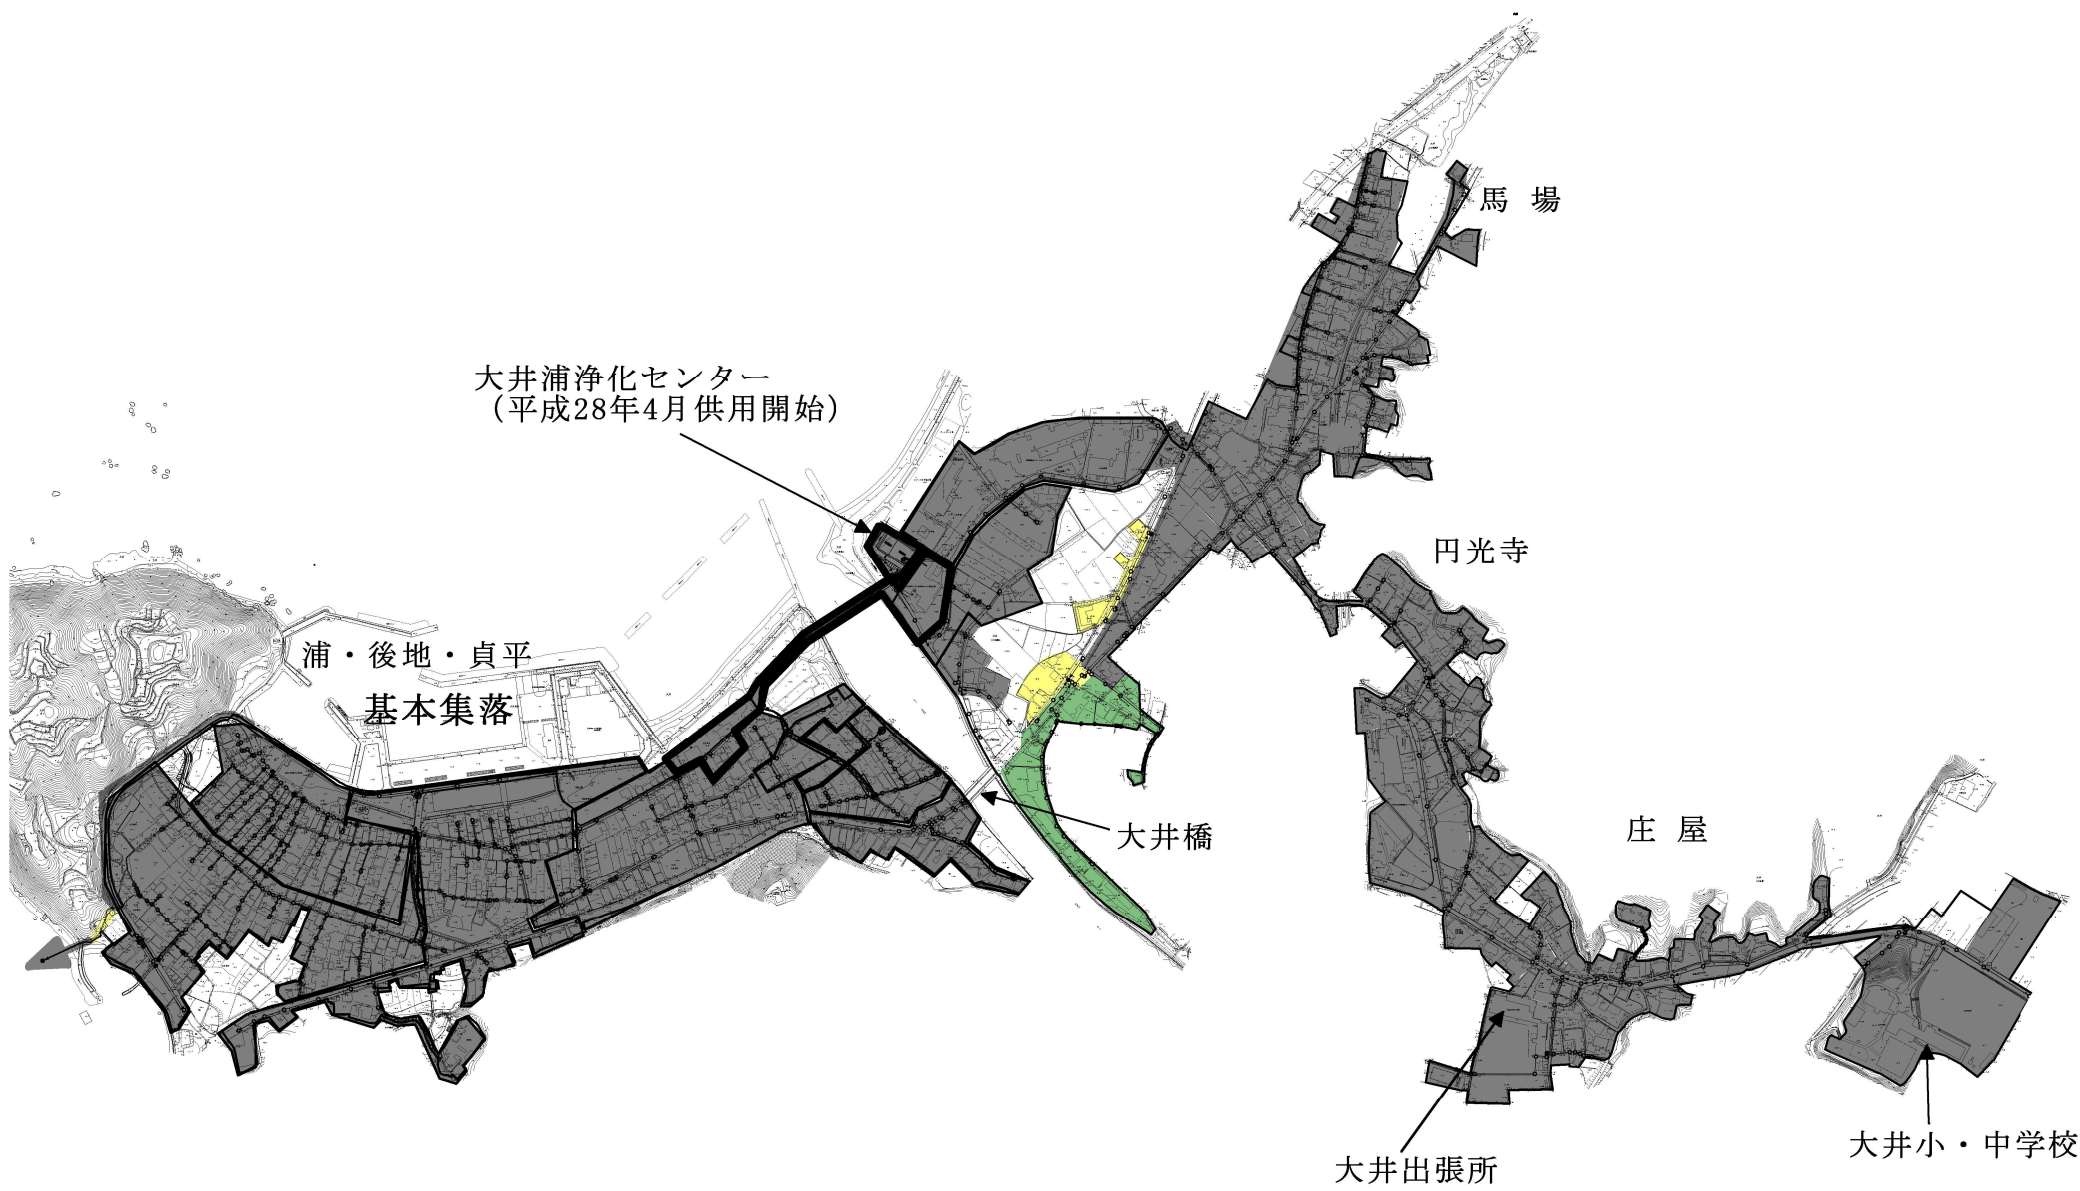 馬 場
大井浦浄化センター
（平成28年4月供用開始）
円光寺
浦・後地・貞平
基本集落
庄 屋
大井橋
大井小・中学校
大井出張所